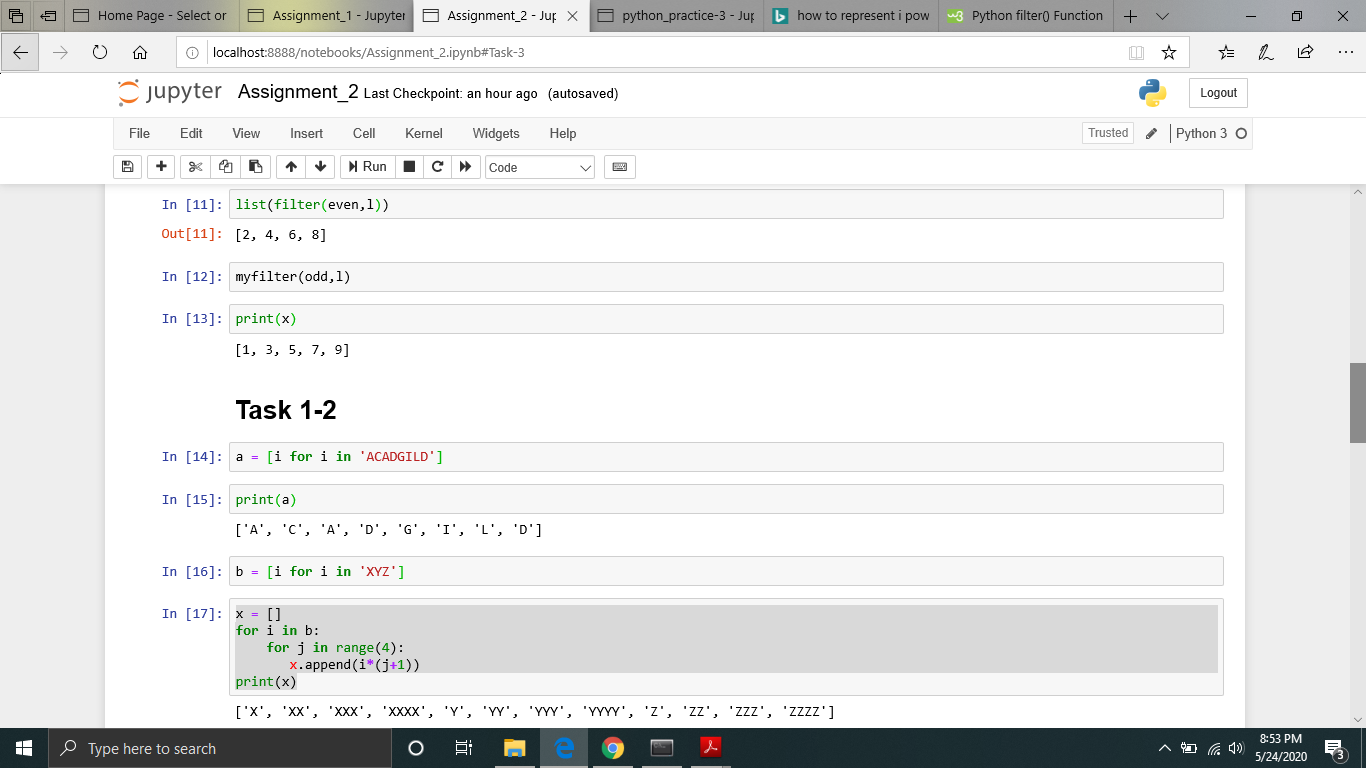 Home Page - Select or
Assignment_1 - Jupyter
Assignment_2 - Jup
python_practice-3 - Jup
how to represent i pow
Python filter() Function
localhost:8888/notebooks/Assignment_2.ipynb#Task-3
jupyter Assignment_2 Last Checkpoint: an hour ago (autosaved)
Logout
File Edit View Insert Cell Kernel Widgets Help
Trusted
Python 3
Run
Code
In [11]: list(filter(even,l))
Out[11]: [2, 4, 6, 8]
In [12]: myfilter(odd,l)
In [13]: print(x)
[1, 3, 5, 7, 9]
Task 1-2
In [14]: a = [i for i in 'ACADGILD']
In [15]: print(a)
['A', 'C', 'A', 'D', 'G', 'I', 'L', 'D']
In [16]: b = [i for i in 'XYZ']
In [17]: x = []
for i in b:
    for j in range(4):
       x.append(i*(j+1))
print(x)
['X', 'XX', 'XXX', 'XXXX', 'Y', 'YY', 'YYY', 'YYYY', 'Z', 'ZZ', 'ZZZ', 'ZZZZ']
Type here to search
8:53 PM
5/24/2020
3